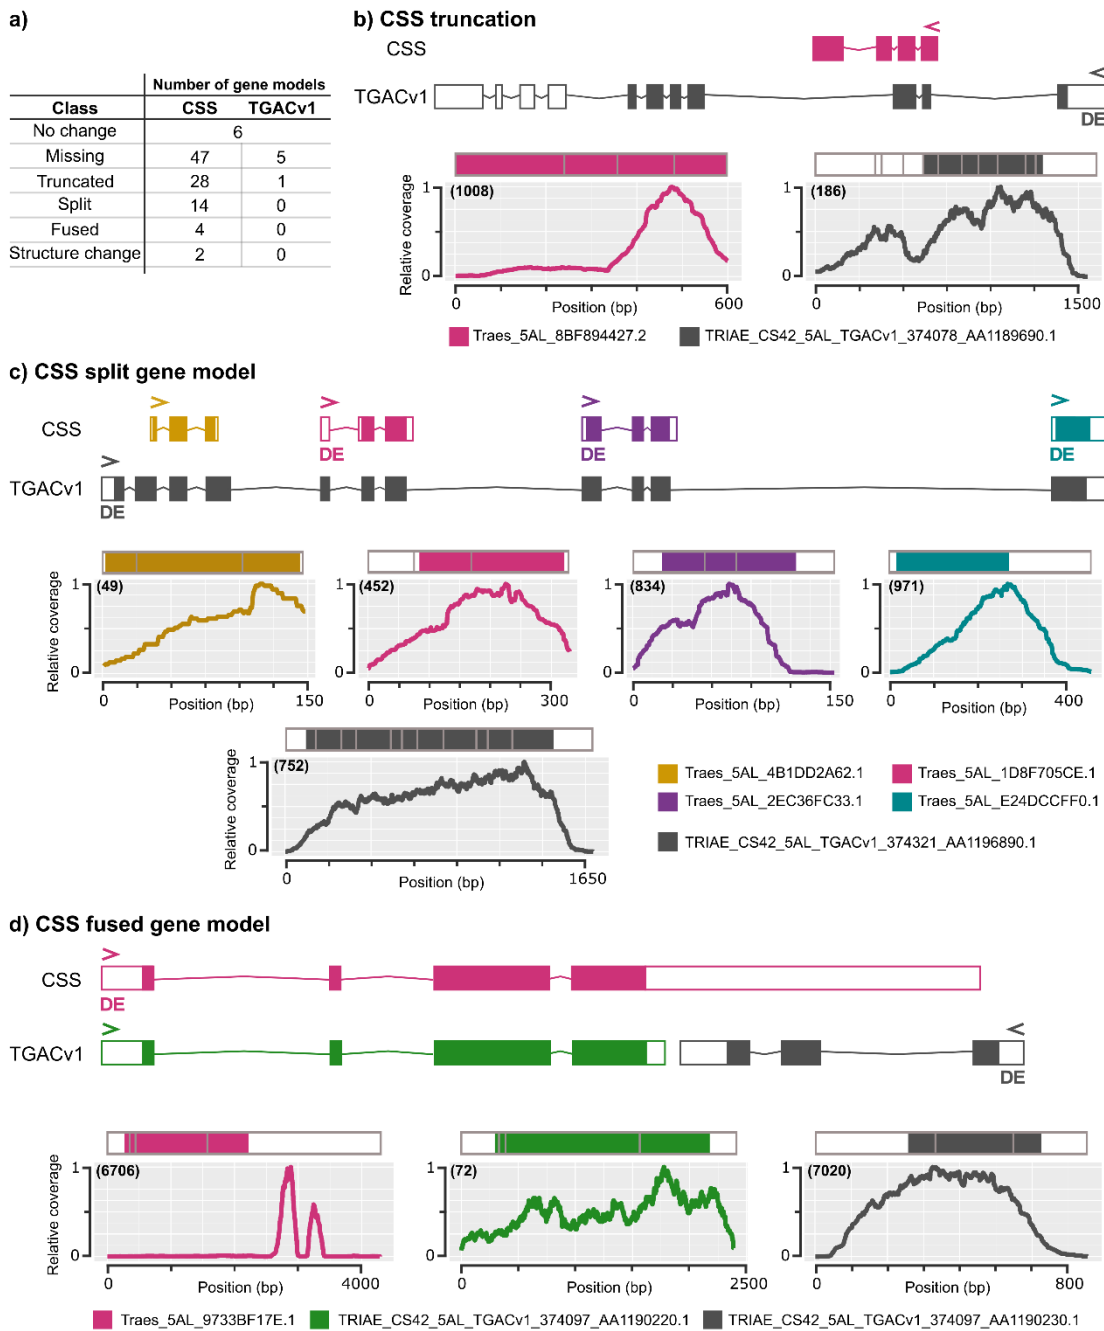 a)
Number of gene models
Class CSS TGACv1
No change 6
Missing 47 5
Truncated 28 1
Split 14 0
Fused 4 0
Structure change 2 0
b) CSS truncation
CSS
TGACv1
DE
(1008)
(186)
Relative coverage
1
0
0 600
Position (bp)
1
0
0 1500
Position (bp)
Traes_5AL_8BF894427.2
TRIAE_CS42_5AL_TGACv1_374078_AA1189690.1
c) CSS split gene model
CSS
DE
DE
DE
TGACv1
DE
(49)
(452)
(834)
(971)
Relative coverage
1
0
0 150
Position (bp)
1
0
0 300
Position (bp)
1
0
0 150
Position (bp)
1
0
0 400
Position (bp)
(752)
Relative coverage
1
0
0 1650
Position (bp)
Traes_5AL_4B1DD2A62.1
Traes_5AL_1D8F705CE.1
Traes_5AL_2EC36FC33.1
Traes_5AL_E24DCCFF0.1
TRIAE_CS42_5AL_TGACv1_374321_AA1196890.1
d) CSS fused gene model
CSS
DE
TGACv1
DE
(6706)
(72)
(7020)
Relative coverage
1
0
0 4000
Position (bp)
1
0
0 2500
Position (bp)
1
0
0 800
Position (bp)
Traes_5AL_9733BF17E.1
TRIAE_CS42_5AL_TGACv1_374097_AA1190220.1
TRIAE_CS42_5AL_TGACv1_374097_AA1190230.1